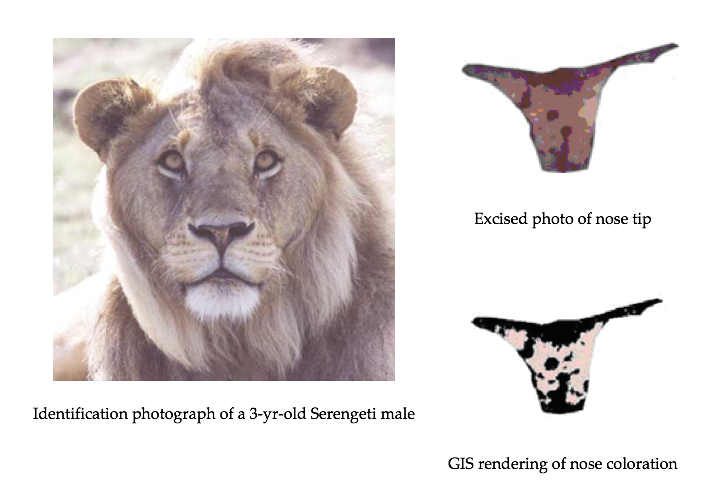 Excised photo of nose tip
Identification photograph of a 3-yr-old Serengeti male
GIS rendering of nose coloration